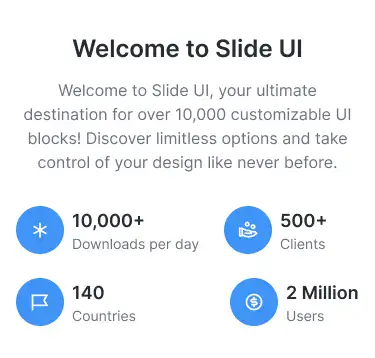 Welcome to Slide UI
Welcome to Slide UI, your ultimate
destination for over 10,000 customizable UI
blocks! Discover limitless options and take
control of your design like never before.
10,000+
Downloads per day
500+
Clients
140
Countries
2 Million
Users